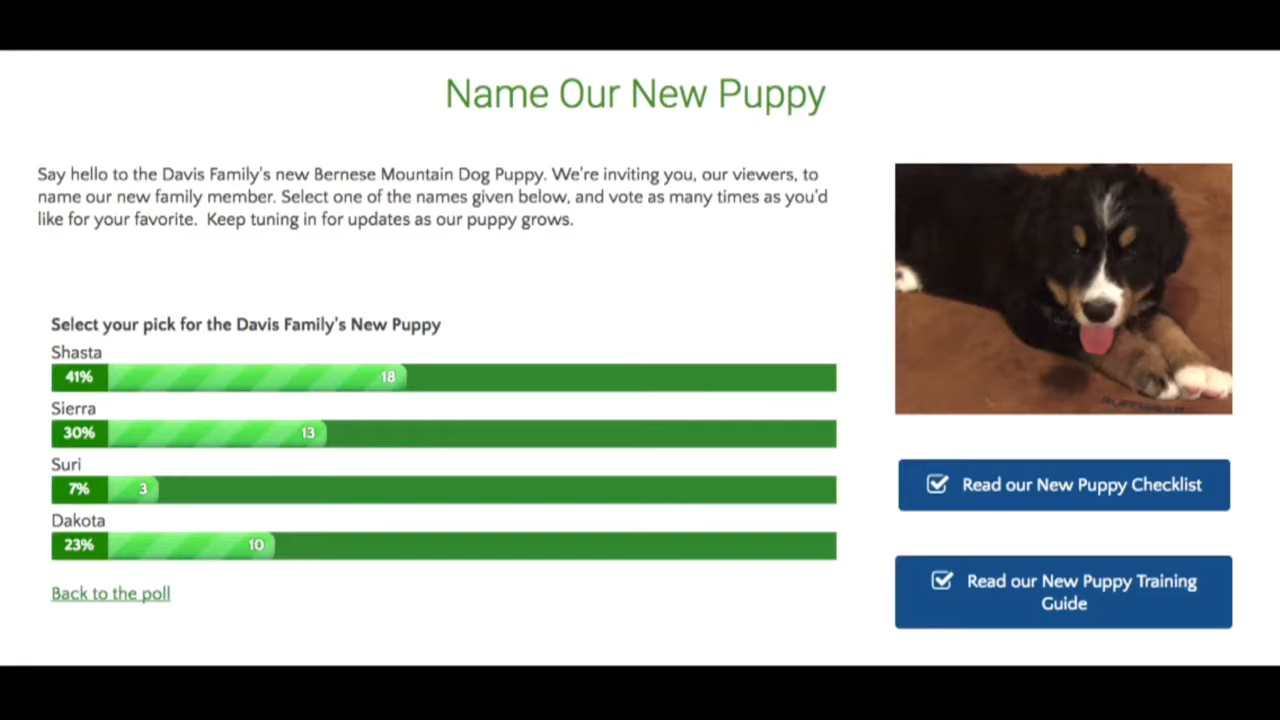 Name Our New Puppy
Say hello to the Davis Family's new Bernese Mountain Dog Puppy. We're inviting you, our viewers, to
name our new family member. Select one of the names given below, and vote as many times as you'd
like for your favorite. Keep tuning in for updates as our puppy grows.
Select your pick for the Davis Family's New Puppy
Shasta
41% 18
Sierra
30% 13
Suri
7% 3
Dakota
23% 10
Back to the poll
Read our New Puppy Checklist
Read our New Puppy Training
Guide